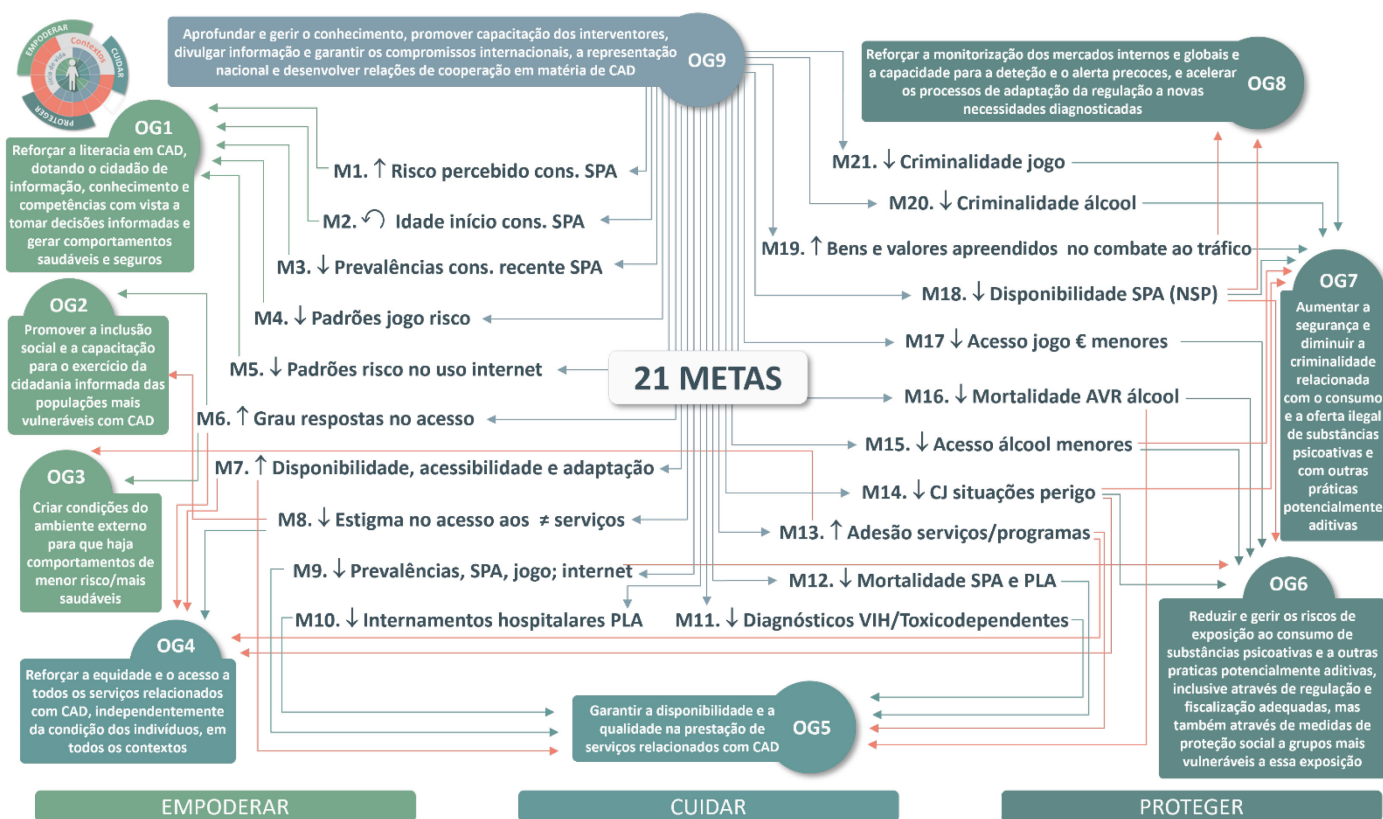 EMPODERAR
CUIDAR
PROTEGER
Contextos
Ciclo de vida
Aprofundar e gerir o conhecimento, promover capacitação dos interventores,
divulgar informação e garantir os compromissos internacionais, a representação
nacional e desenvolver relações de cooperação em matéria de CAD
OG9
Reforçar a monitorização dos mercados internos e globais e
a capacidade para a deteção e o alerta precoces, e acelerar
os processos de adaptação da regulação a novas
necessidades diagnosticadas
OG8
OG1
Reforçar a literacia em CAD,
dotando o cidadão de
informação, conhecimento e
competências com vista a
tomar decisões informadas e
gerar comportamentos
saudáveis e seguros
OG2
Promover a inclusão
social e a capacitação
para o exercício da
cidadania informada das
populações mais
vulneráveis com CAD
OG3
Criar condições do
ambiente externo
para que haja
comportamentos de
menor risco/mais
saudáveis
OG4
Reforçar a equidade e o acesso a
todos os serviços relacionados
com CAD, independentemente
da condição dos indivíduos, em
todos os contextos
M1. ↑ Risco percebido cons. SPA
M2. ↶ Idade início cons. SPA
M3. ↓ Prevalências cons. recente SPA
M4. ↓ Padrões jogo risco
M5. ↓ Padrões risco no uso internet
M6. ↑ Grau respostas no acesso
M7. ↑ Disponibilidade, acessibilidade e adaptação
M8. ↓ Estigma no acesso aos ≠ serviços
M9. ↓ Prevalências, SPA, jogo; internet
M10. ↓ Internamentos hospitalares PLA
21 METAS
M21. ↓ Criminalidade jogo
M20. ↓ Criminalidade álcool
M19. ↑ Bens e valores apreendidos no combate ao tráfico
M18. ↓ Disponibilidade SPA (NSP)
M17 ↓ Acesso jogo € menores
M16. ↓ Mortalidade AVR álcool
M15. ↓ Acesso álcool menores
M14. ↓ CJ situações perigo
M13. ↑ Adesão serviços/programas
M12. ↓ Mortalidade SPA e PLA
M11. ↓ Diagnósticos VIH/Toxicodependentes
OG7
Aumentar a
segurança e
diminuir a
criminalidade
relacionada
com o consumo
e a oferta ilegal
de substâncias
psicoativas e
com outras
práticas
potencialmente
aditivas
OG6
Reduzir e gerir os riscos de
exposição ao consumo de
substâncias psicoativas e a outras
praticas potencialmente aditivas,
inclusive através de regulação e
fiscalização adequadas, mas
também através de medidas de
proteção social a grupos mais
vulneráveis a essa exposição
Garantir a disponibilidade e a
qualidade na prestação de
serviços relacionados com CAD
OG5
EMPODERAR
CUIDAR
PROTEGER